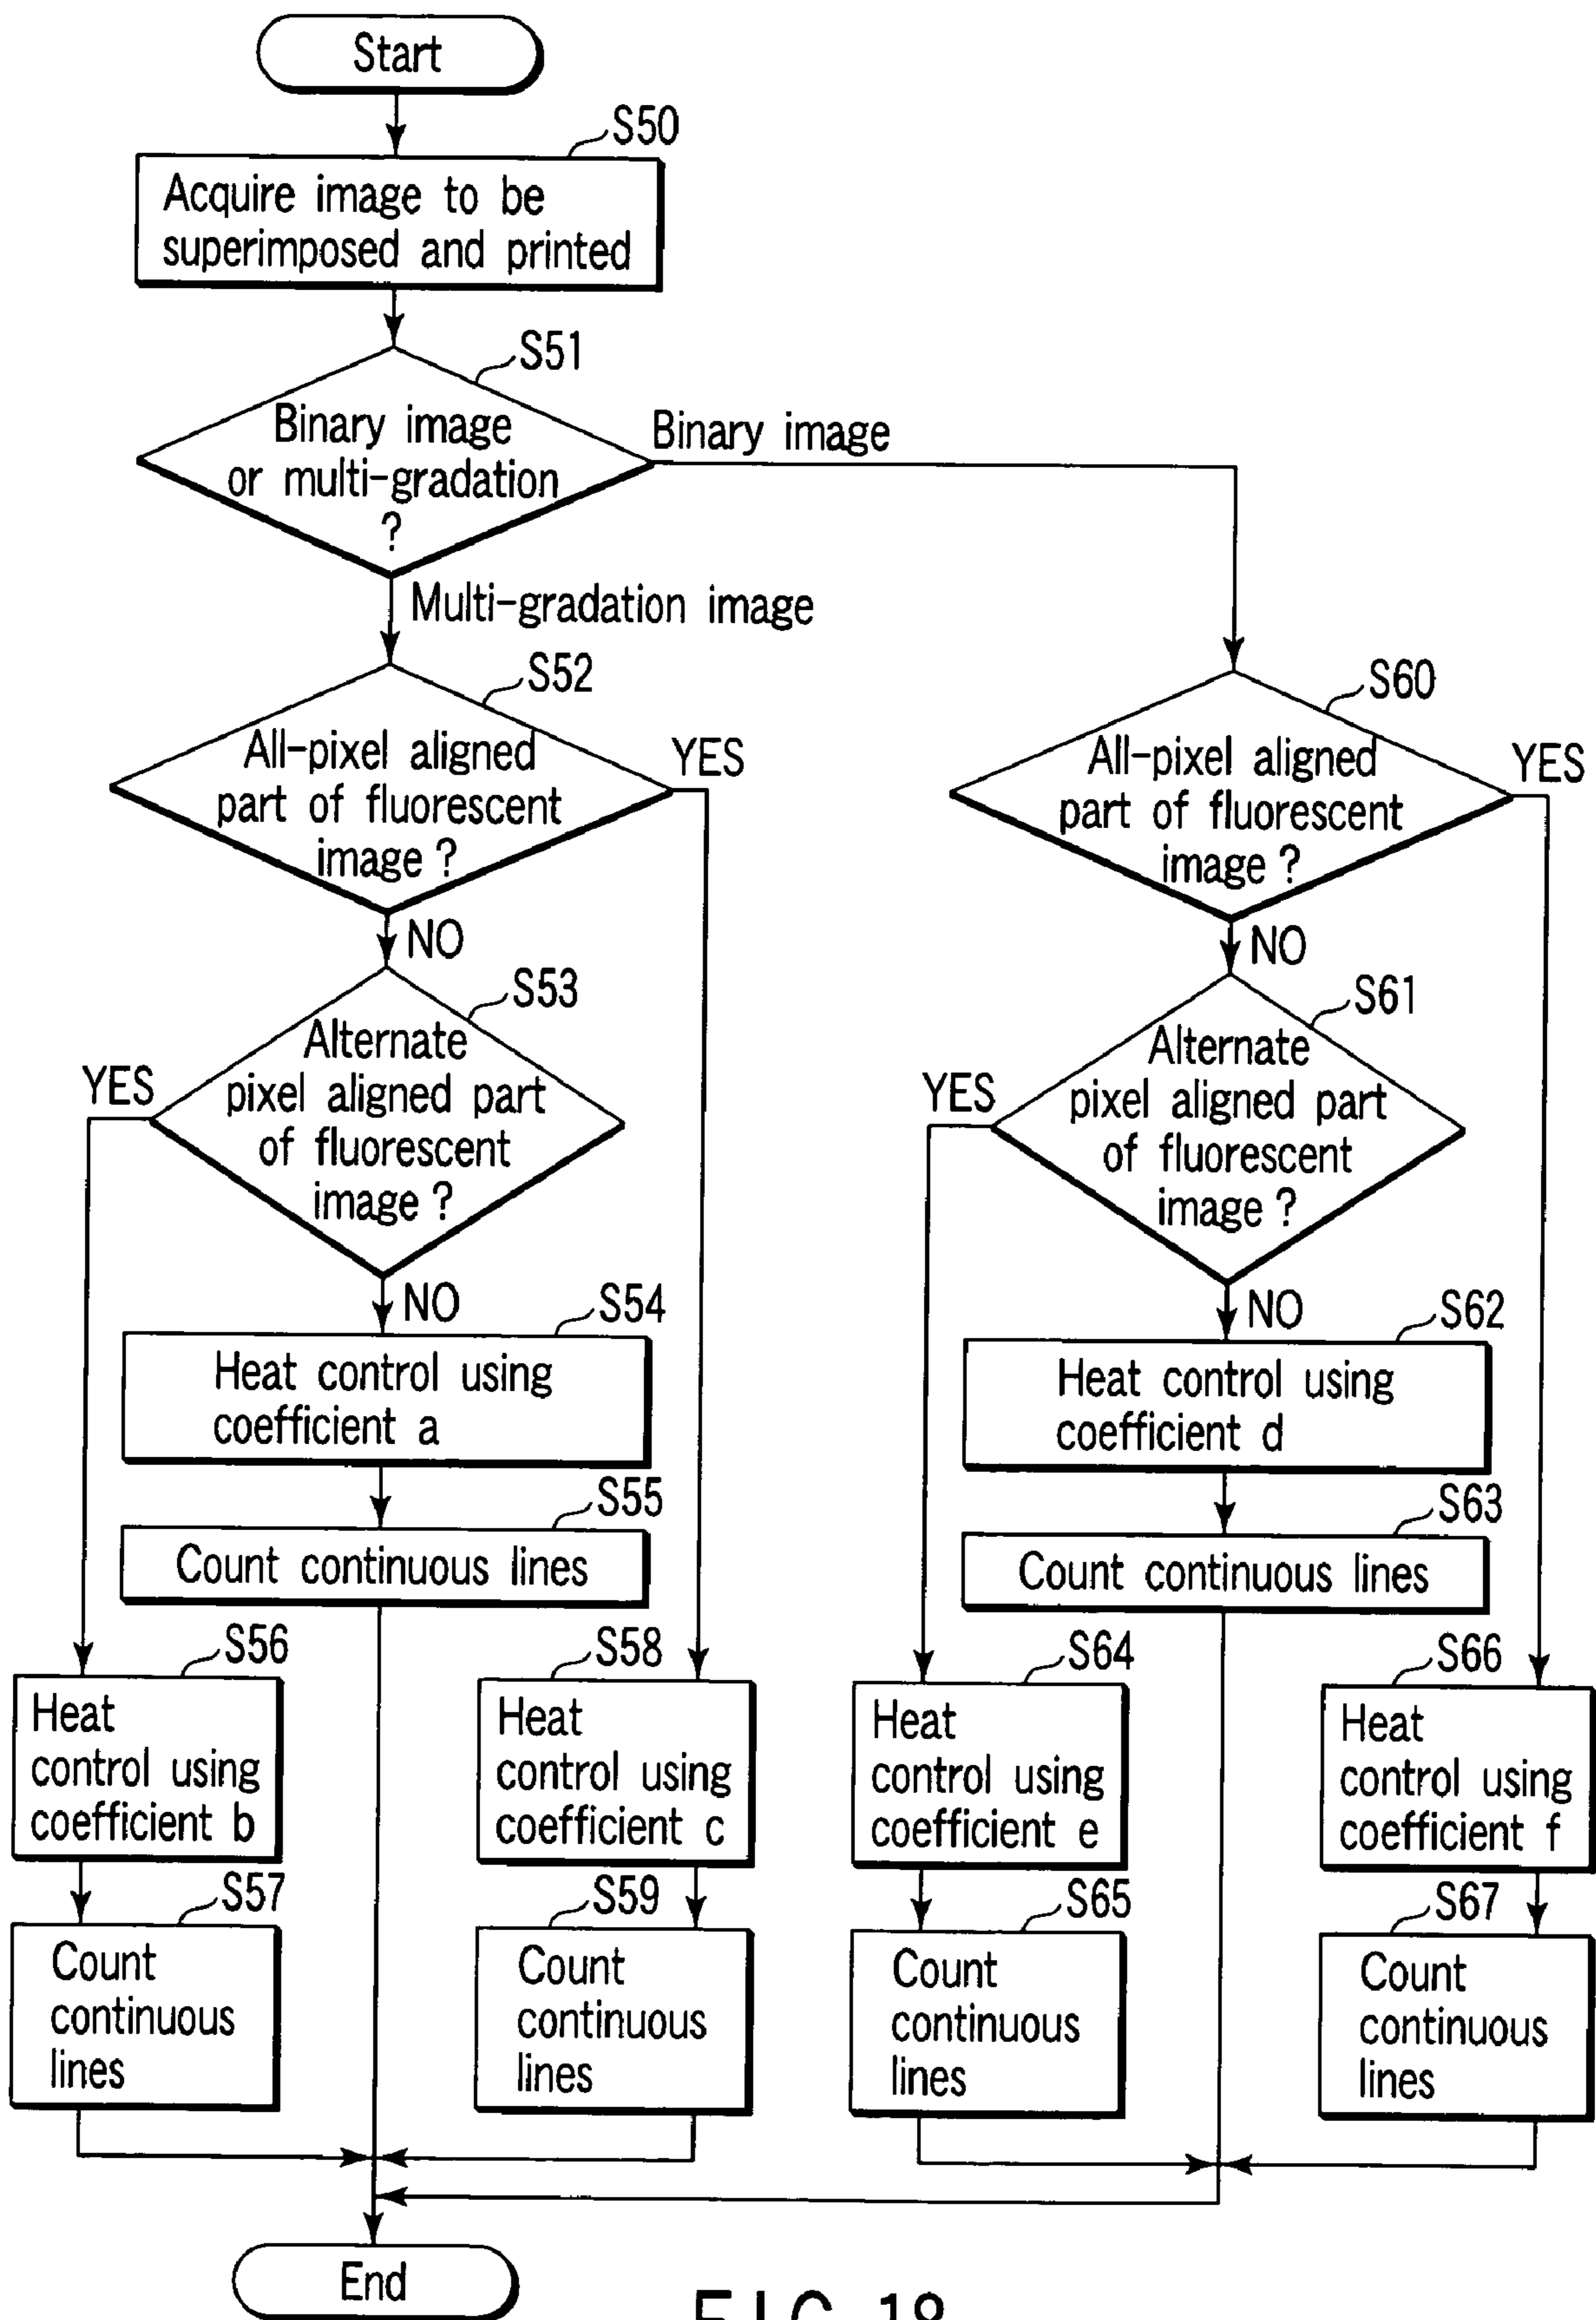 Start
S50
Acquire image to be
superimposed and printed
S51
Binary image
or multi-gradation
?
Binary image
Multi-gradation image
S52
All-pixel aligned
part of fluorescent
image ?
YES
NO
S60
All-pixel aligned
part of fluorescent
image ?
YES
NO
S53
Alternate
pixel aligned part
of fluorescent
image ?
YES
NO
S61
Alternate
pixel aligned part
of fluorescent
image ?
YES
NO
S54
Heat control using
coefficient a
S62
Heat control using
coefficient d
S55
Count continuous lines
S63
Count continuous lines
S56
Heat
control using
coefficient b
S58
Heat
control using
coefficient c
S64
Heat
control using
coefficient e
S66
Heat
control using
coefficient f
S57
Count
continuous
lines
S59
Count
continuous
lines
S65
Count
continuous
lines
S67
Count
continuous
lines
End